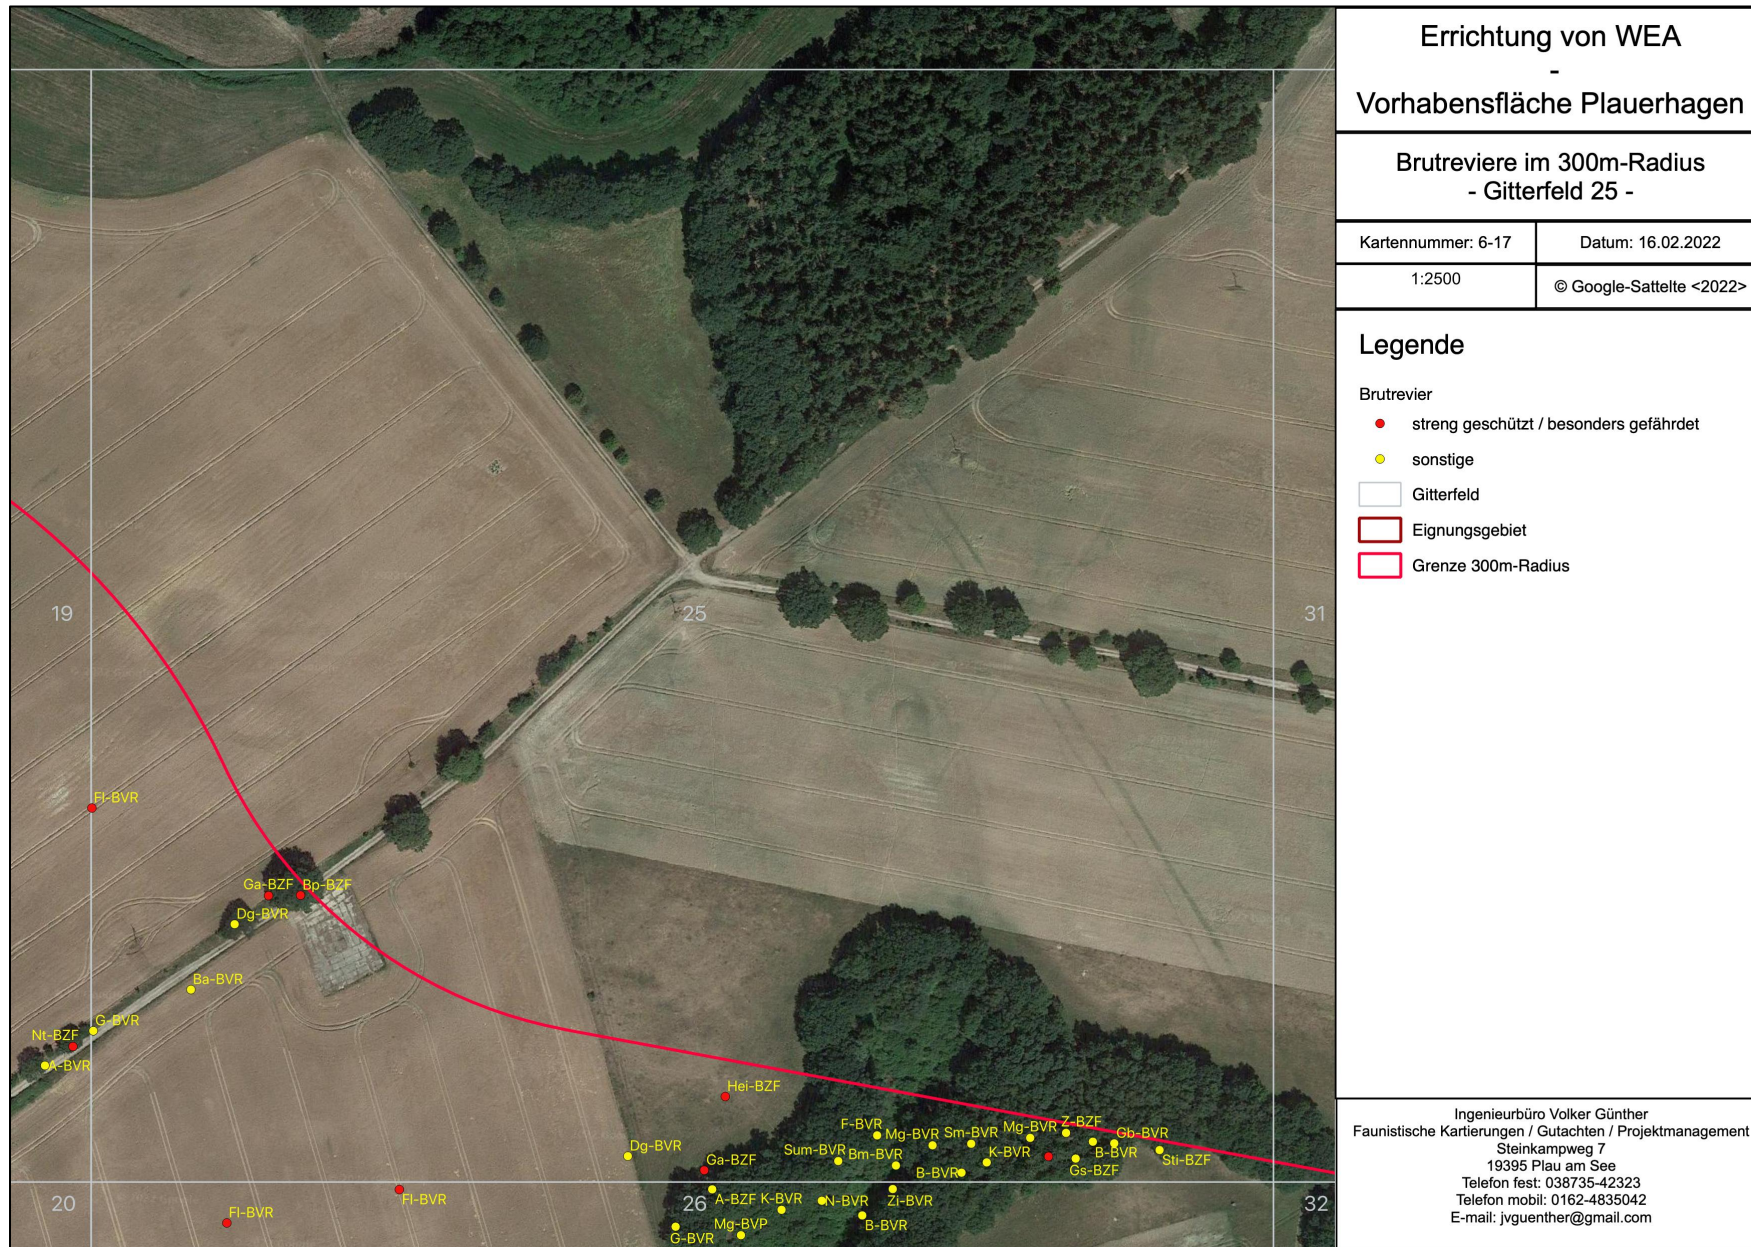 Errichtung von WEA
-
Vorhabensfläche Plauerhagen
Brutreviere im 300m-Radius
- Gitterfeld 25 -
Kartennummer: 6-17
Datum: 16.02.2022
1:2500
© Google-Sattelte <2022>
Legende
Brutrevier
streng geschützt / besonders gefährdet
sonstige
Gitterfeld
Eignungsgebiet
Grenze 300m-Radius
19
25
31
Fl-BVR
Ga-BZF
Bp-BZF
Dg-BVR
Ba-BVR
G-BVR
Nt-BZF
A-BVR
Hei-BZF
F-BVR
Mg-BVR
Sm-BVR
Mg-BVR
Z-BZF
Gb-BVR
Dg-BVR
Sum-BVR
Bm-BVR
K-BVR
B-BVR
Sti-BZF
Ga-BZF
B-BVR
Gs-BZF
20
Fl-BVR
Fl-BVR
26
A-BZF
K-BVR
N-BVR
Zi-BVR
32
G-BVR
Mg-BVP
B-BVR
Ingenieurbüro Volker Günther
Faunistische Kartierungen / Gutachten / Projektmanagement
Steinkampweg 7
19395 Plau am See
Telefon fest: 038735-42323
Telefon mobil: 0162-4835042
E-mail: jvguenther@gmail.com